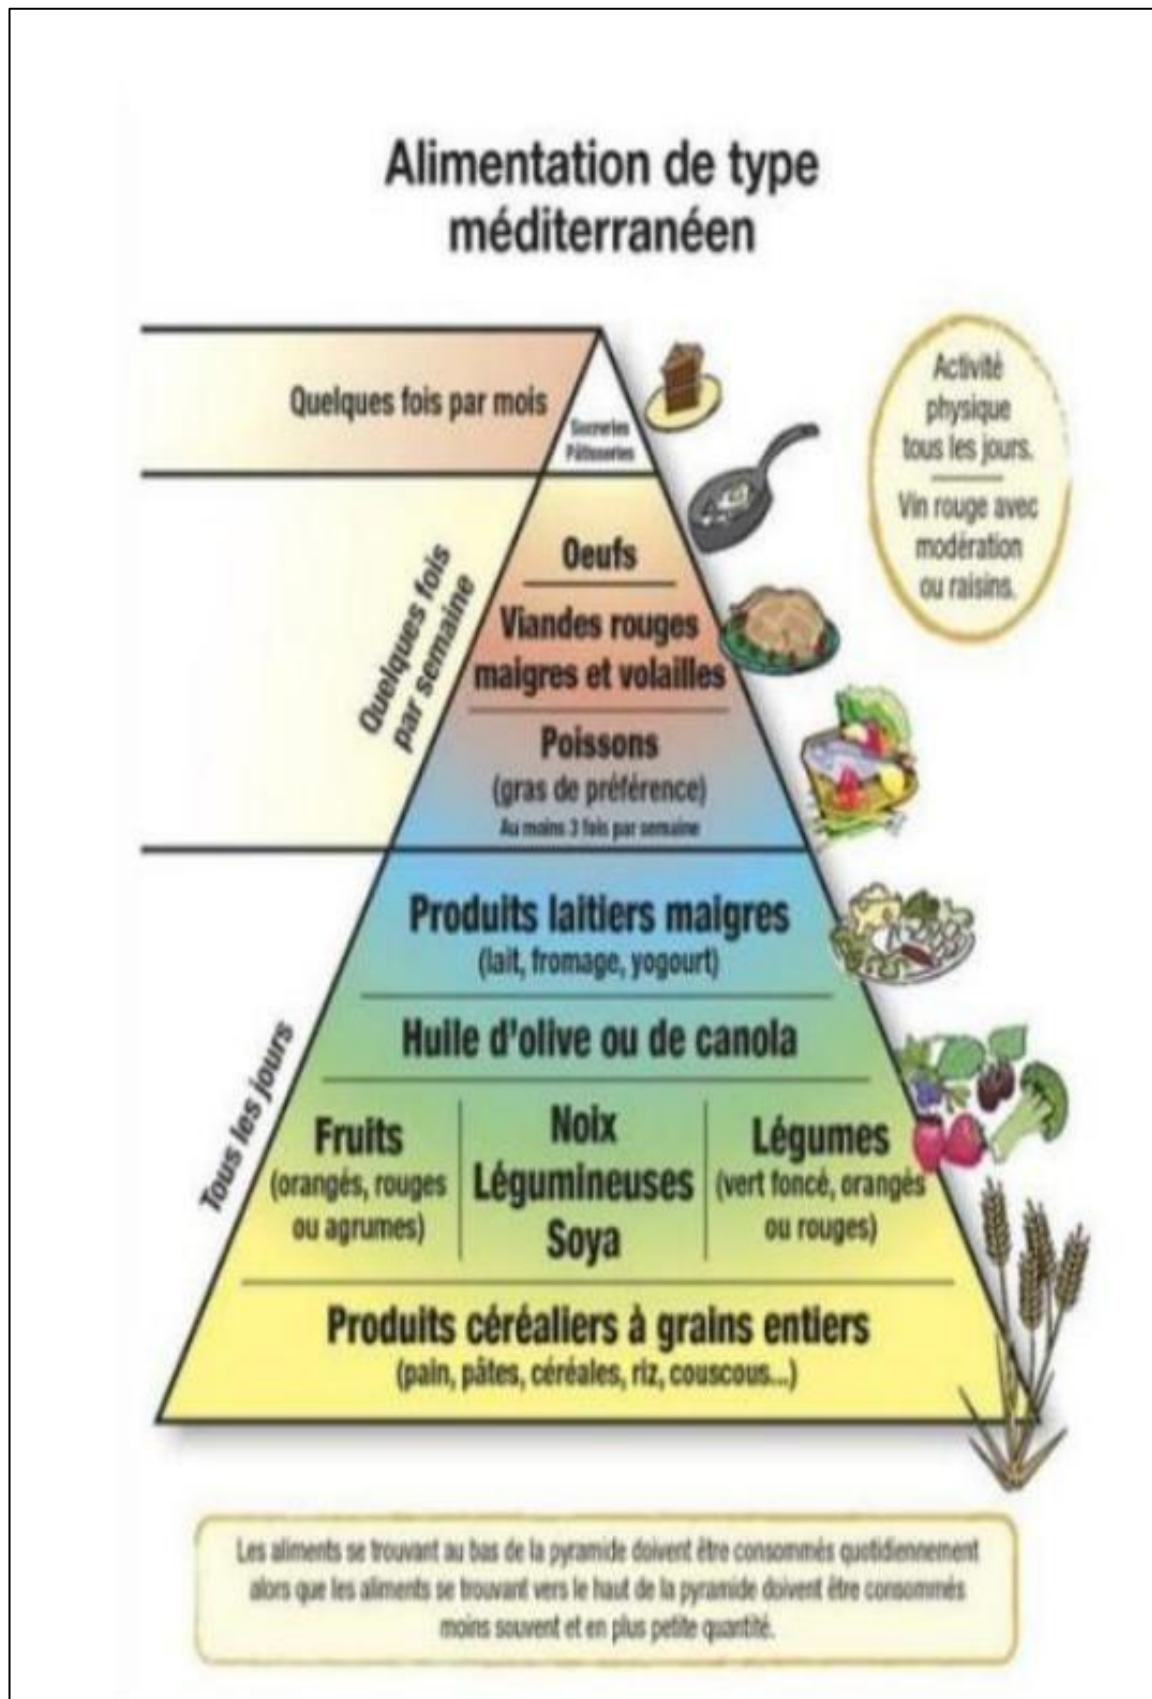 Alimentation de type
méditerranéen
Quelques fois par mois
Sucreries
Pâtisseries
Activité
physique
tous les jours.
Vin rouge avec
modération
ou raisins.
Quelques fois
par semaine
Oeufs
Viandes rouges
maigres et volailles
Poissons
(gras de préférence)
Au moins 3 fois par semaine
Tous les jours
Produits laitiers maigres
(lait, fromage, yogourt)
Huile d'olive ou de canola
Fruits
(orangés, rouges
ou agrumes)
Noix
Légumineuses
Soya
Légumes
(vert foncé, orangés
ou rouges)
Produits céréaliers à grains entiers
(pain, pâtes, céréales, riz, couscous...)
Les aliments se trouvant au bas de la pyramide doivent être consommés quotidiennement
alors que les aliments se trouvant vers le haut de la pyramide doivent être consommés
moins souvent et en plus petite quantité.